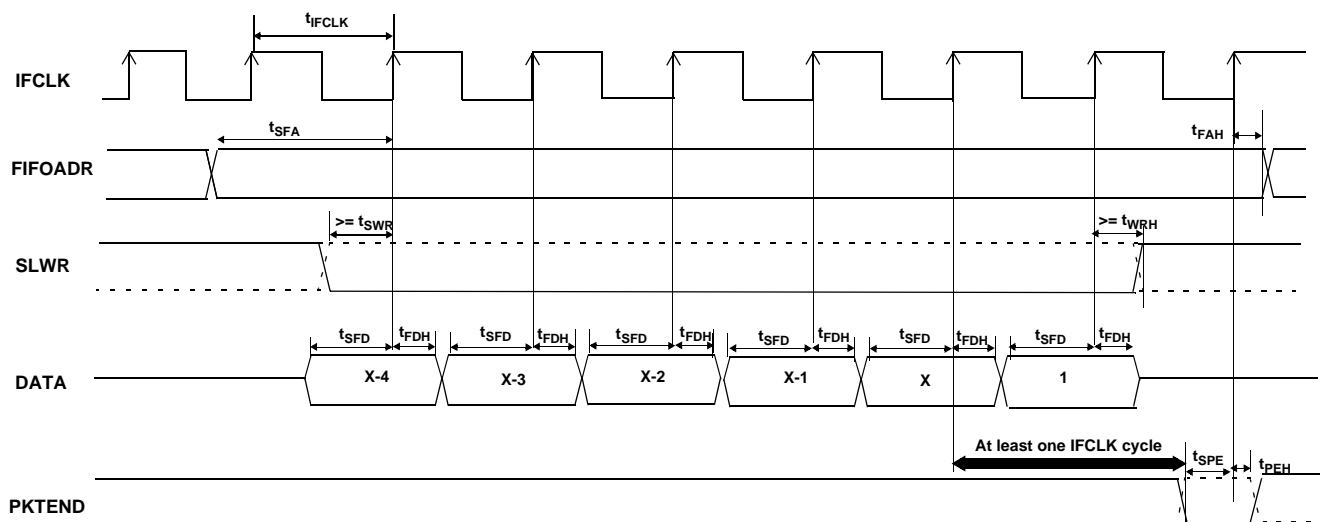 tIFCLK
IFCLK
tSFA
tFAH
FIFOADR
>= tSWR
>= tWRH
SLWR
tSFD tFDH tSFD tFDH tSFD tFDH tSFD tFDH tSFD tFDH tSFD tFDH
DATA
X-4 X-3 X-2 X-1 X 1
At least one IFCLK cycle
tSPE
tPEH
PKTEND